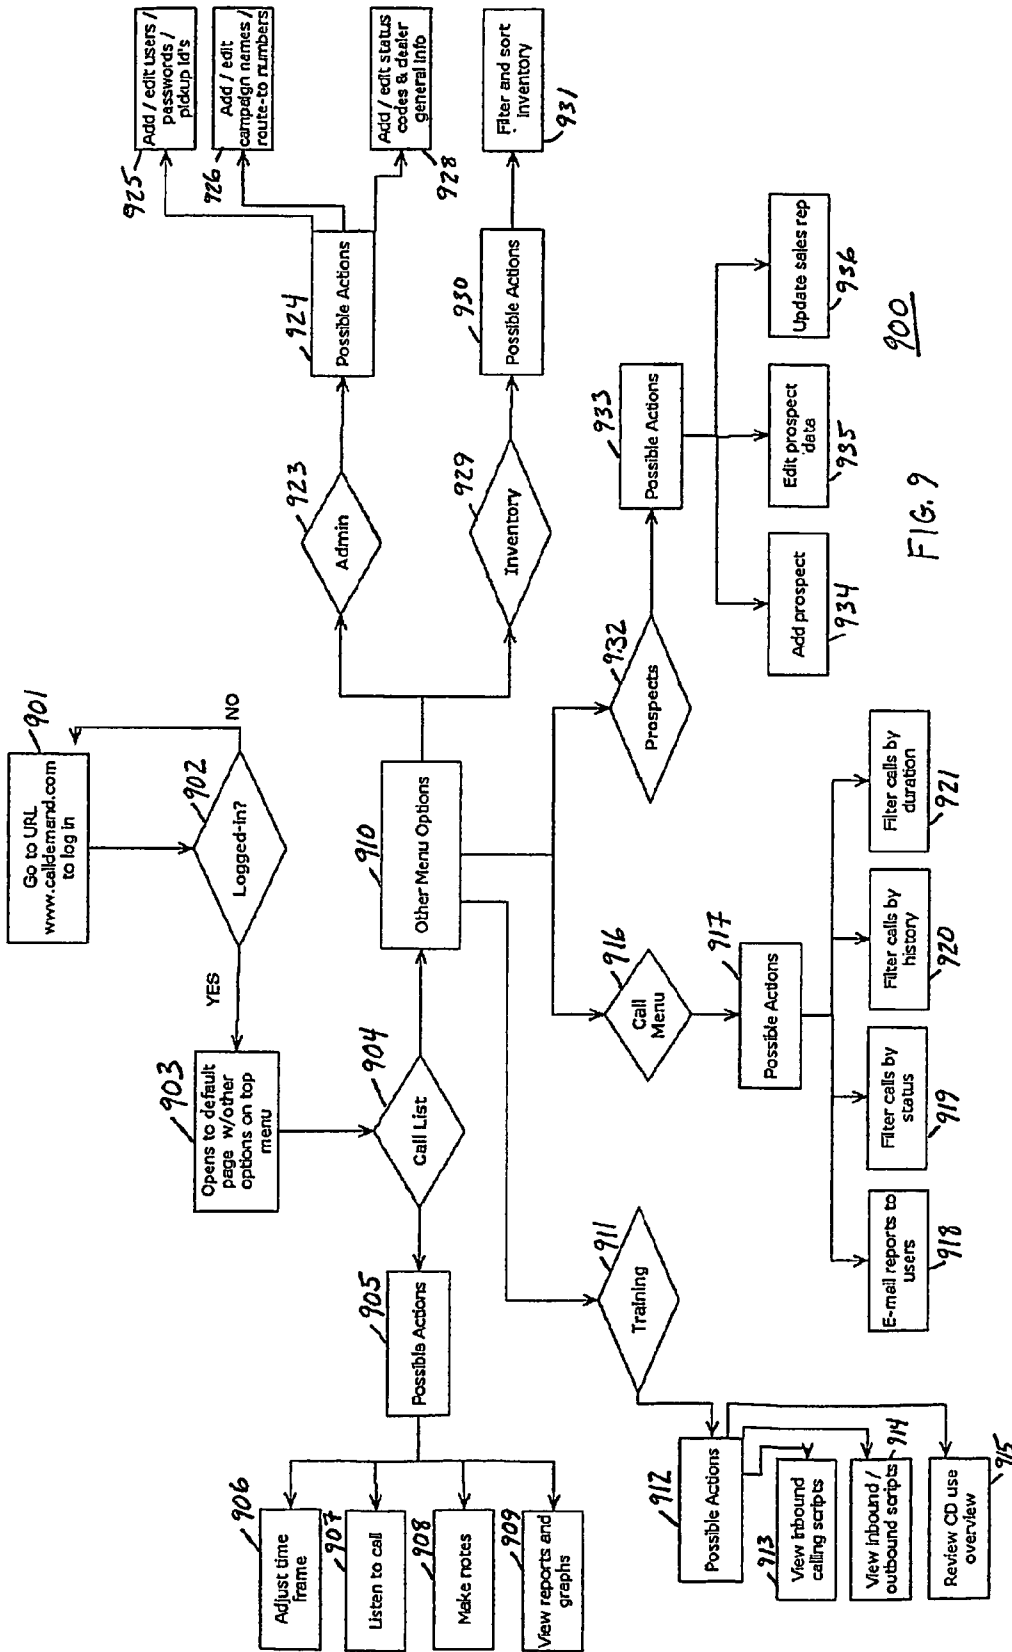 901
Go to URL
www.calldemand.com
to log in
902
Logged-in?
NO
YES
903
Opens to default
page w/other
options on top
menu
904
Call List
905
Possible Actions
906
Adjust time
frame
907
Listen to call
908
Make notes
909
View reports and
graphs
910
Other Menu Options
911
Training
912
Possible Actions
913
View inbound
calling scripts
914
View inbound /
outbound scripts
915
Review CD use
overview
916
Call
Menu
917
Possible Actions
918
E-mail reports to
users
919
Filter calls by
status
920
Filter calls by
history
921
Filter calls by
duration
923
Admin
924
Possible Actions
925
Add / edit users /
passwords /
pickup id's
926
Add / edit
campaign names /
route-to numbers
928
Add / edit status
codes & dealer
general info
929
Inventory
930
Possible Actions
931
Filter and sort
inventory
932
Prospects
933
Possible Actions
934
Add prospect
935
Edit prospect
data
936
Update sales rep
900
FIG. 9